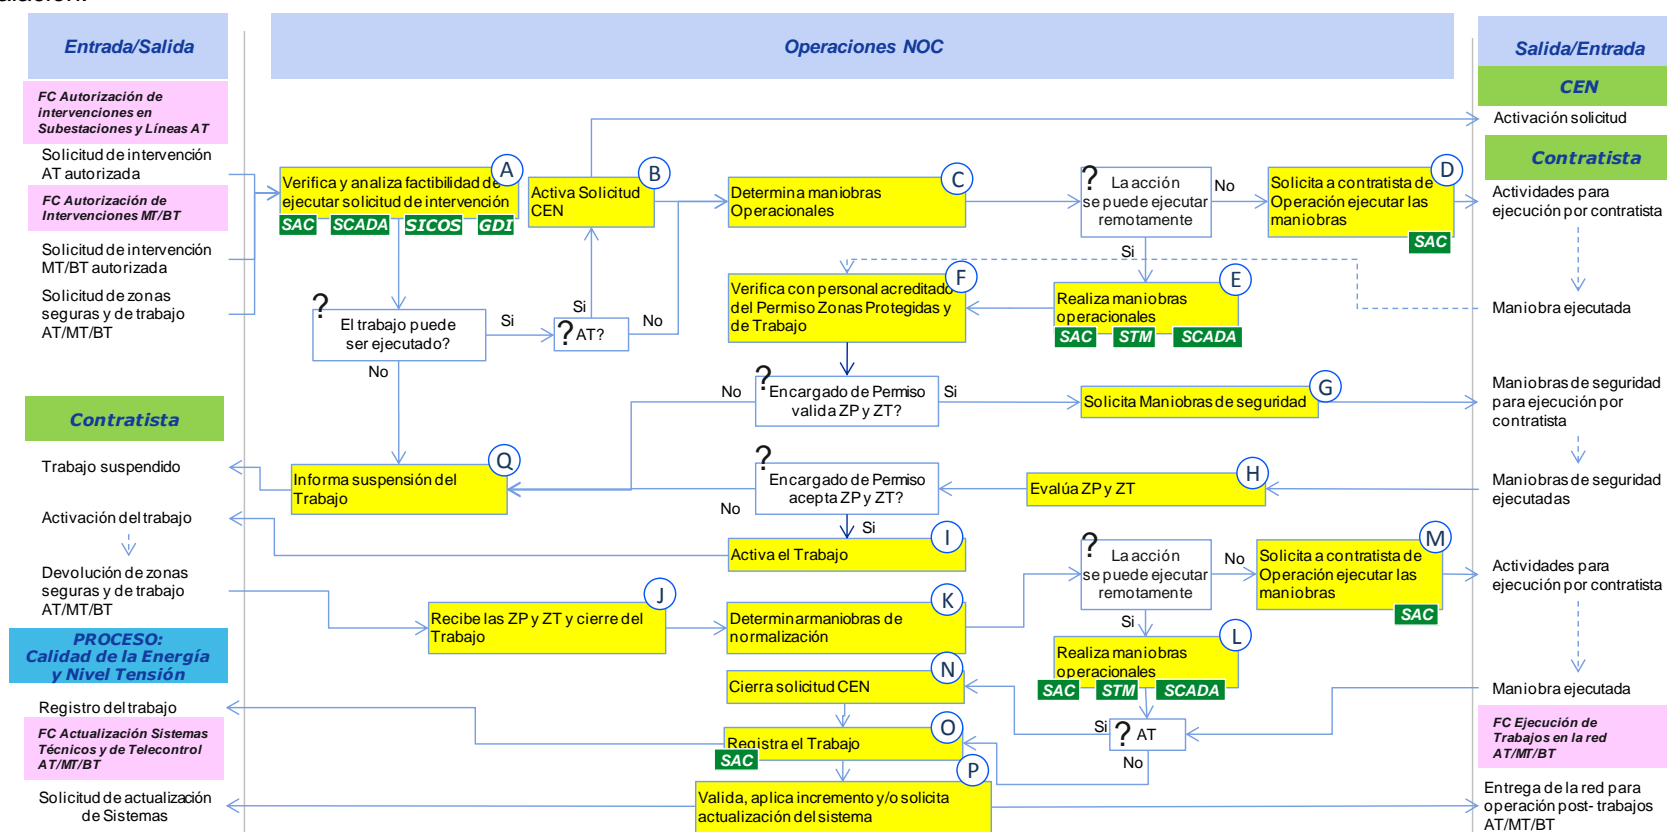 Entrada/Salida
Operaciones NOC
Salida/Entrada
FC Autorización de
intervenciones en
Subestaciones y Líneas AT
Solicitud de intervención
AT autorizada
FC Autorización de
Intervenciones MT/BT
Solicitud de intervención
MT/BT autorizada
Solicitud de zonas
seguras y de trabajo
AT/MT/BT
Contratista
Trabajo suspendido
Activación del trabajo
Devolución de zonas
seguras y de trabajo
AT/MT/BT
PROCESO:
Calidad de la Energía
y Nivel Tensión
Registro del trabajo
FC Actualización Sistemas
Técnicos y de Telecontrol
AT/MT/BT
Solicitud de actualización
de Sistemas
A
Verifica y analiza factibilidad de
ejecutar solicitud de intervención
SAC SCADA SICOS GDI
B
Activa Solicitud
CEN
C
Determina maniobras
Operacionales
?
La acción
se puede ejecutar
remotamente
No
Si
D
Solicita a contratista de
Operación ejecutar las
maniobras
SAC
E
Realiza maniobras
operacionales
SAC STM SCADA
F
Verifica con personal acreditado
del Permiso Zonas Protegidas y
de Trabajo
?
El trabajo puede
ser ejecutado?
Si
No
? AT?
Si
No
?
Encargado de Permiso
valida ZP y ZT?
No
Si
G
Solicita Maniobras de seguridad
H
Evalúa ZP y ZT
?
Encargado de Permiso
acepta ZP y ZT?
No
Si
Q
Informa suspensión del
Trabajo
I
Activa el Trabajo
J
Recibe las ZP y ZT y cierre del
Trabajo
K
Determinar maniobras de
normalización
?
La acción
se puede ejecutar
remotamente
No
Si
M
Solicita a contratista de
Operación ejecutar las
maniobras
SAC
L
Realiza maniobras
operacionales
SAC STM SCADA
? AT
Si
No
N
Cierra solicitud CEN
O
Registra el Trabajo
SAC
P
Valida, aplica incremento y/o solicita
actualización del sistema
CEN
Activación solicitud
Contratista
Actividades para
ejecución por contratista
Maniobra ejecutada
Maniobras de seguridad
para ejecución por
contratista
Maniobras de seguridad
ejecutadas
Actividades para
ejecución por contratista
Maniobra ejecutada
FC Ejecución de
Trabajos en la red
AT/MT/BT
Entrega de la red para
operación post- trabajos
AT/MT/BT